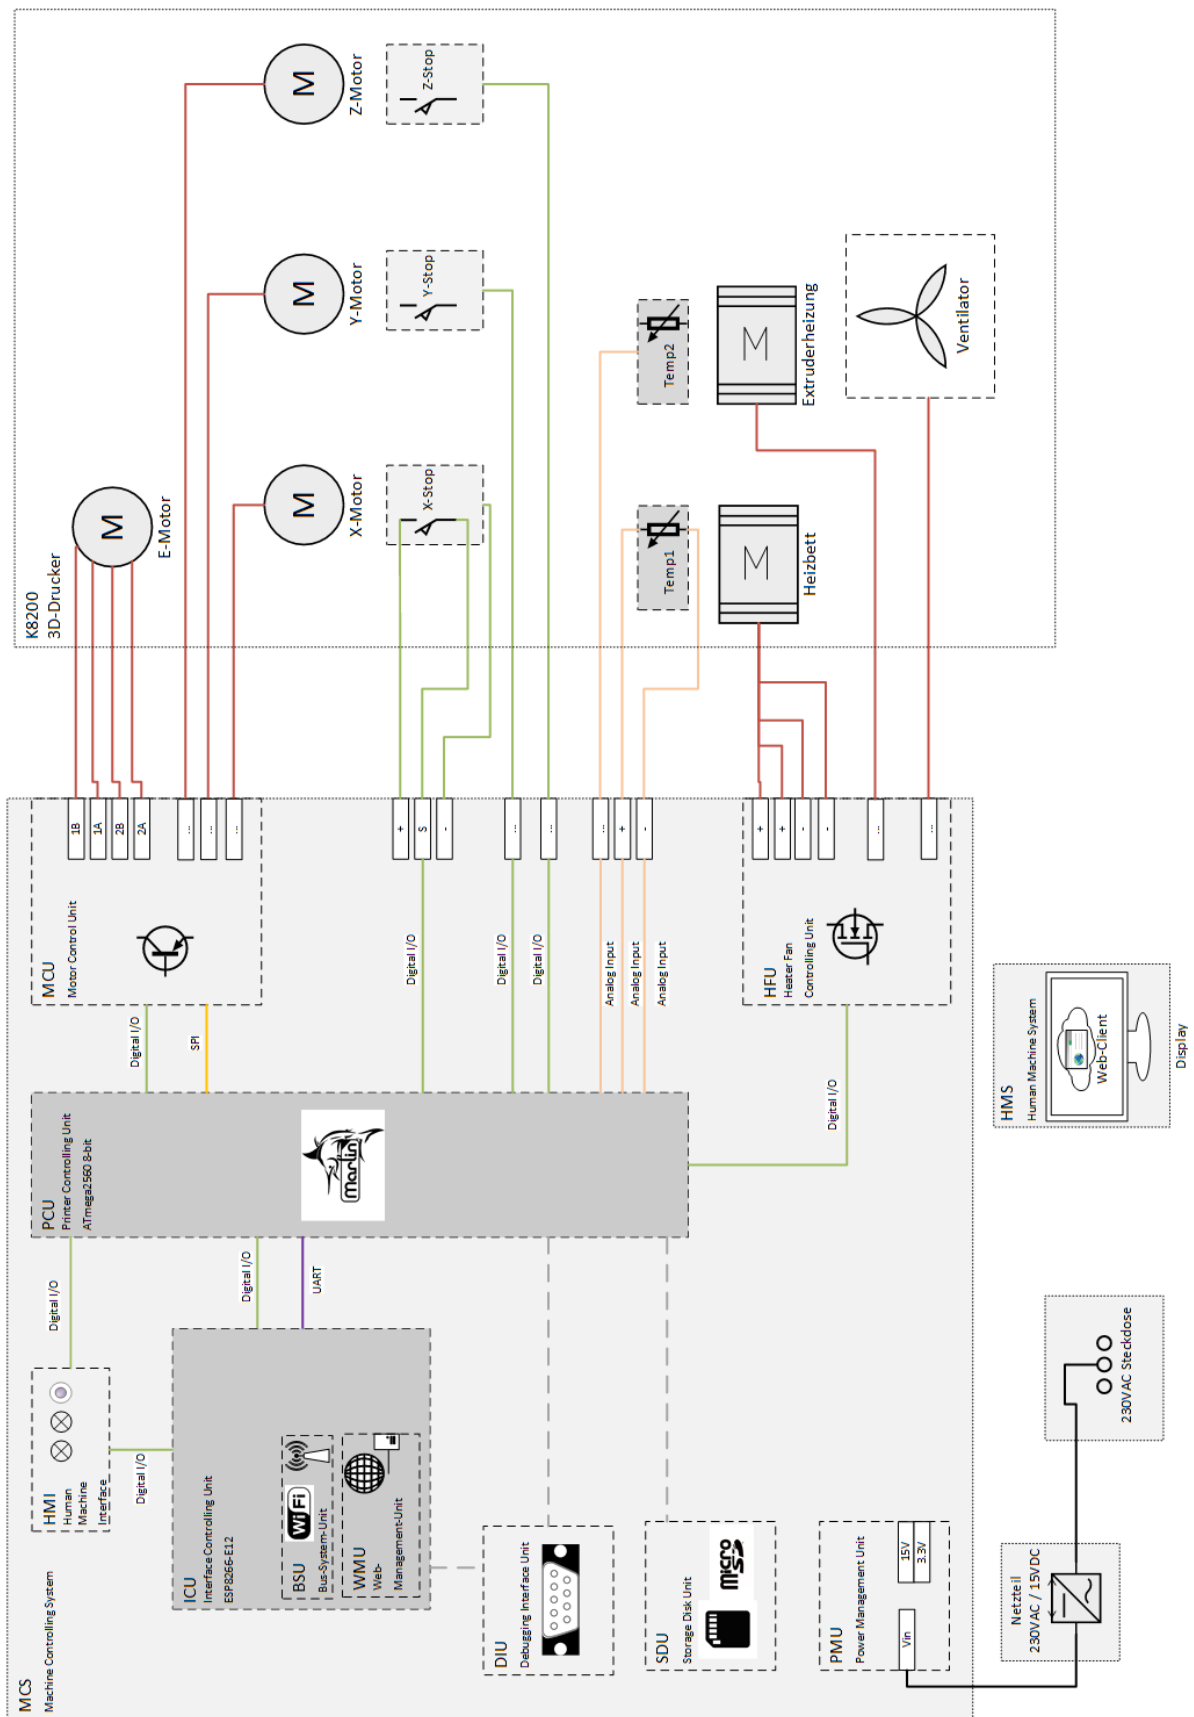 MCS
Machine Controlling System
HMI
Human
Machine
Interface
Digital I/O
Digital I/O
ICU
Interface Controlling Unit
ESP8266-E12
BSU
Bus-System-Unit
WiFi
WMU
Web-
Management-Unit
Digital I/O
UART
DIU
Debugging Interface Unit
SDU
Storage Disk Unit
micro
SD
PMU
Power Management Unit
Vin
15V
3.3V
PCU
Printer Controlling Unit
ATmega2560 8-bit
Marlin
Digital I/O
SPI
MCU
Motor Control Unit
1B
1A
2B
2A
...
...
...
Digital I/O
Digital I/O
Digital I/O
+
S
-
...
...
Analog Input
Analog Input
Analog Input
...
+
-
Digital I/O
HFU
Heater Fan
Controlling Unit
+
+
-
-
...
...
K8200
3D-Drucker
M
E-Motor
M
X-Motor
M
Y-Motor
M
Z-Motor
X-Stop
Y-Stop
Z-Stop
Temp1
Temp2
Heizbett
Extruderheizung
Ventilator
Netzteil
230VAC / 15VDC
230VAC Steckdose
HMS
Human Machine System
Web-Client
Display